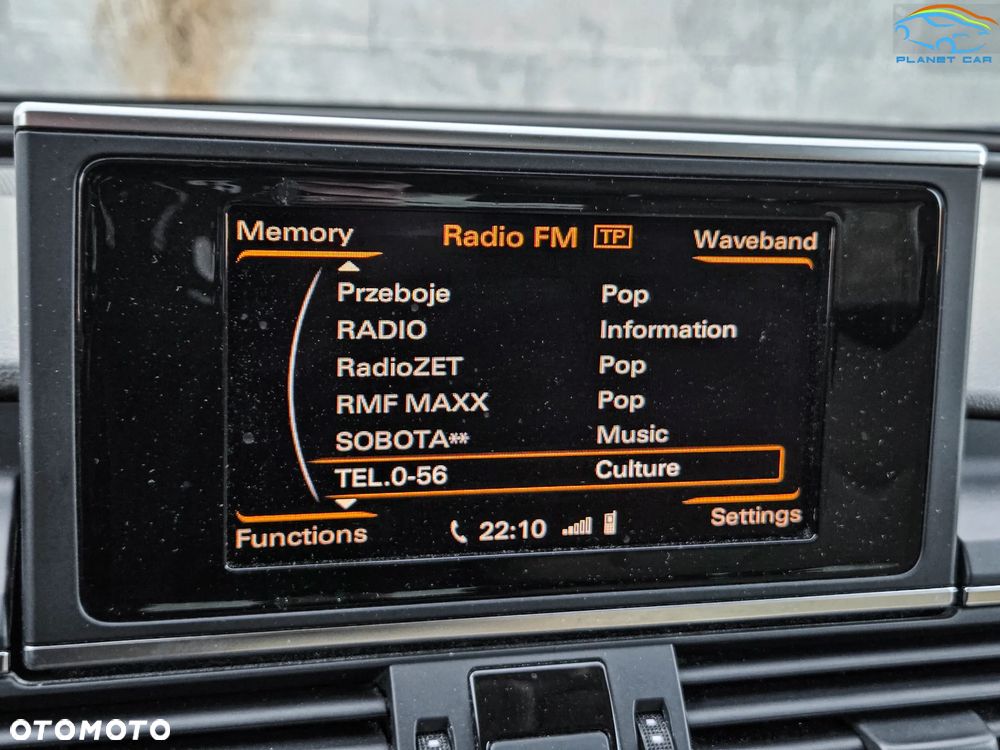 PLANET CAR
Memory Radio FM TP Waveband
Przeboje Pop
RADIO Information
RadioZET Pop
RMF MAXX Pop
SOBOTA** Music
TEL.0-56 Culture
Functions 22:10 Settings
OTOMOTO